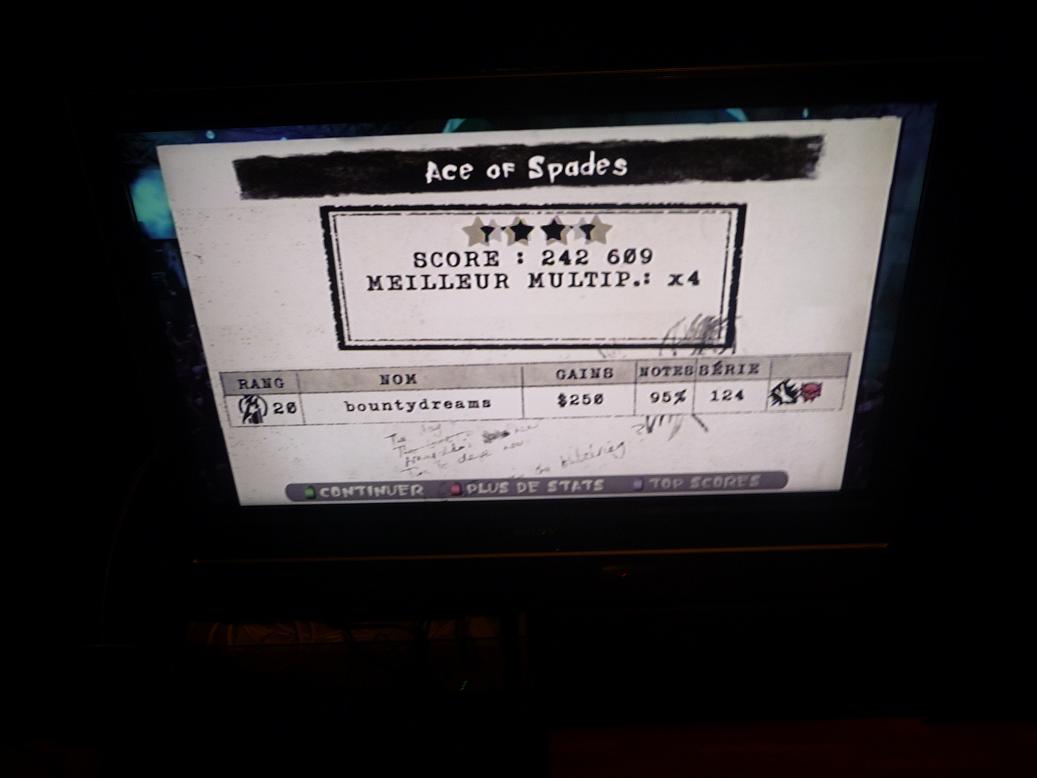 Ace of Spades
SCORE : 242 609
MEILLEUR MULTIP.: x4
RANG NOM GAINS NOTES SÉRIE
20 bountydreams $250 95% 124
CONTINUER PLUS DE STATS TOP SCORES